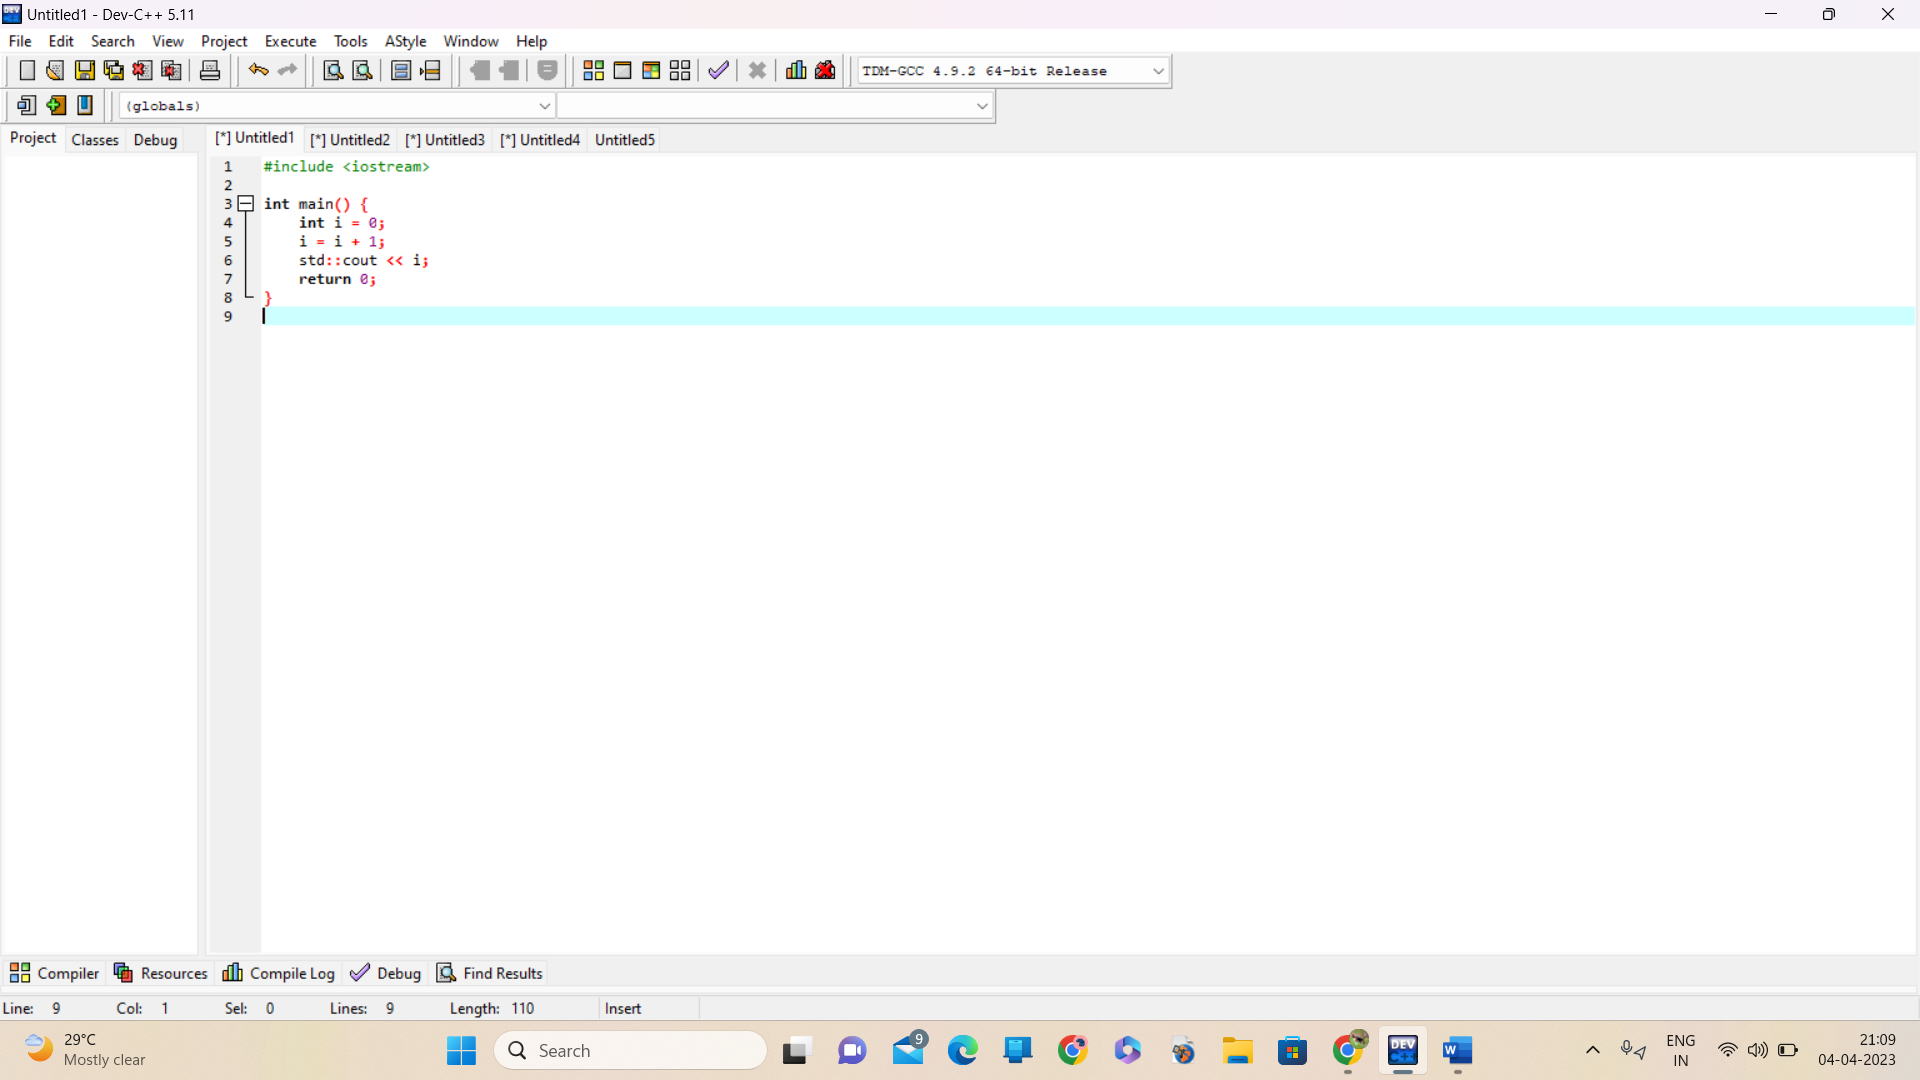 Untitled1 - Dev-C++ 5.11
File Edit Search View Project Execute Tools AStyle Window Help
TDM-GCC 4.9.2 64-bit Release
(globals)
Project Classes Debug [*] Untitled1 [*] Untitled2 [*] Untitled3 [*] Untitled4 Untitled5
1 #include <iostream>
2
3 int main() {
4 int i = 0;
5 i = i + 1;
6 std::cout << i;
7 return 0;
8 }
9
Compiler Resources Compile Log Debug Find Results
Line: 9 Col: 1 Sel: 0 Lines: 9 Length: 110 Insert
29°C
Mostly clear
Search
9
DEV
C++
W
ENG
IN
21:09
04-04-2023